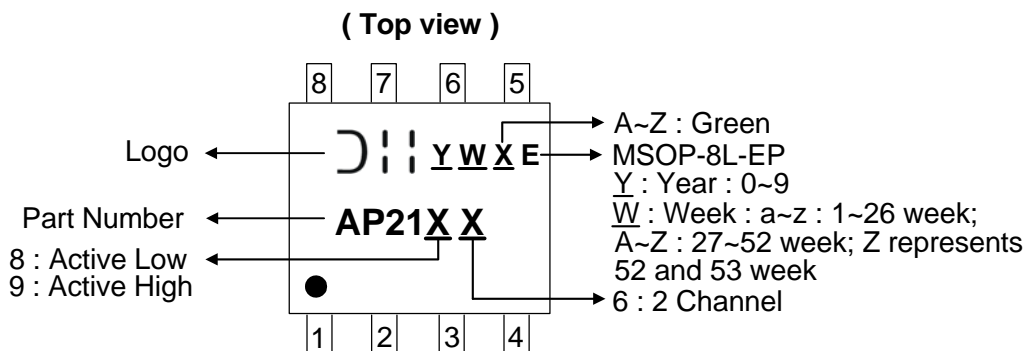 ( Top view )
8 7 6 5
Logo
Y W X E
A~Z : Green
MSOP-8L-EP
Y : Year : 0~9
W : Week : a~z : 1~26 week;
A~Z : 27~52 week; Z represents
52 and 53 week
Part Number
AP21X X
8 : Active Low
9 : Active High
6 : 2 Channel
1 2 3 4